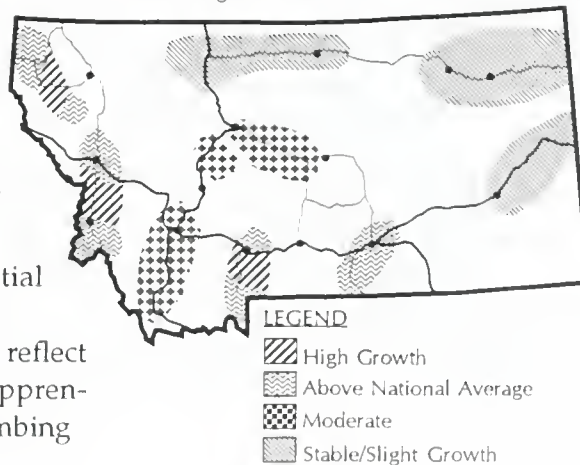 tial
reflect
ppren-
nbing
LEGEND
High Growth
Above National Average
Moderate
Stable/Slight Growth